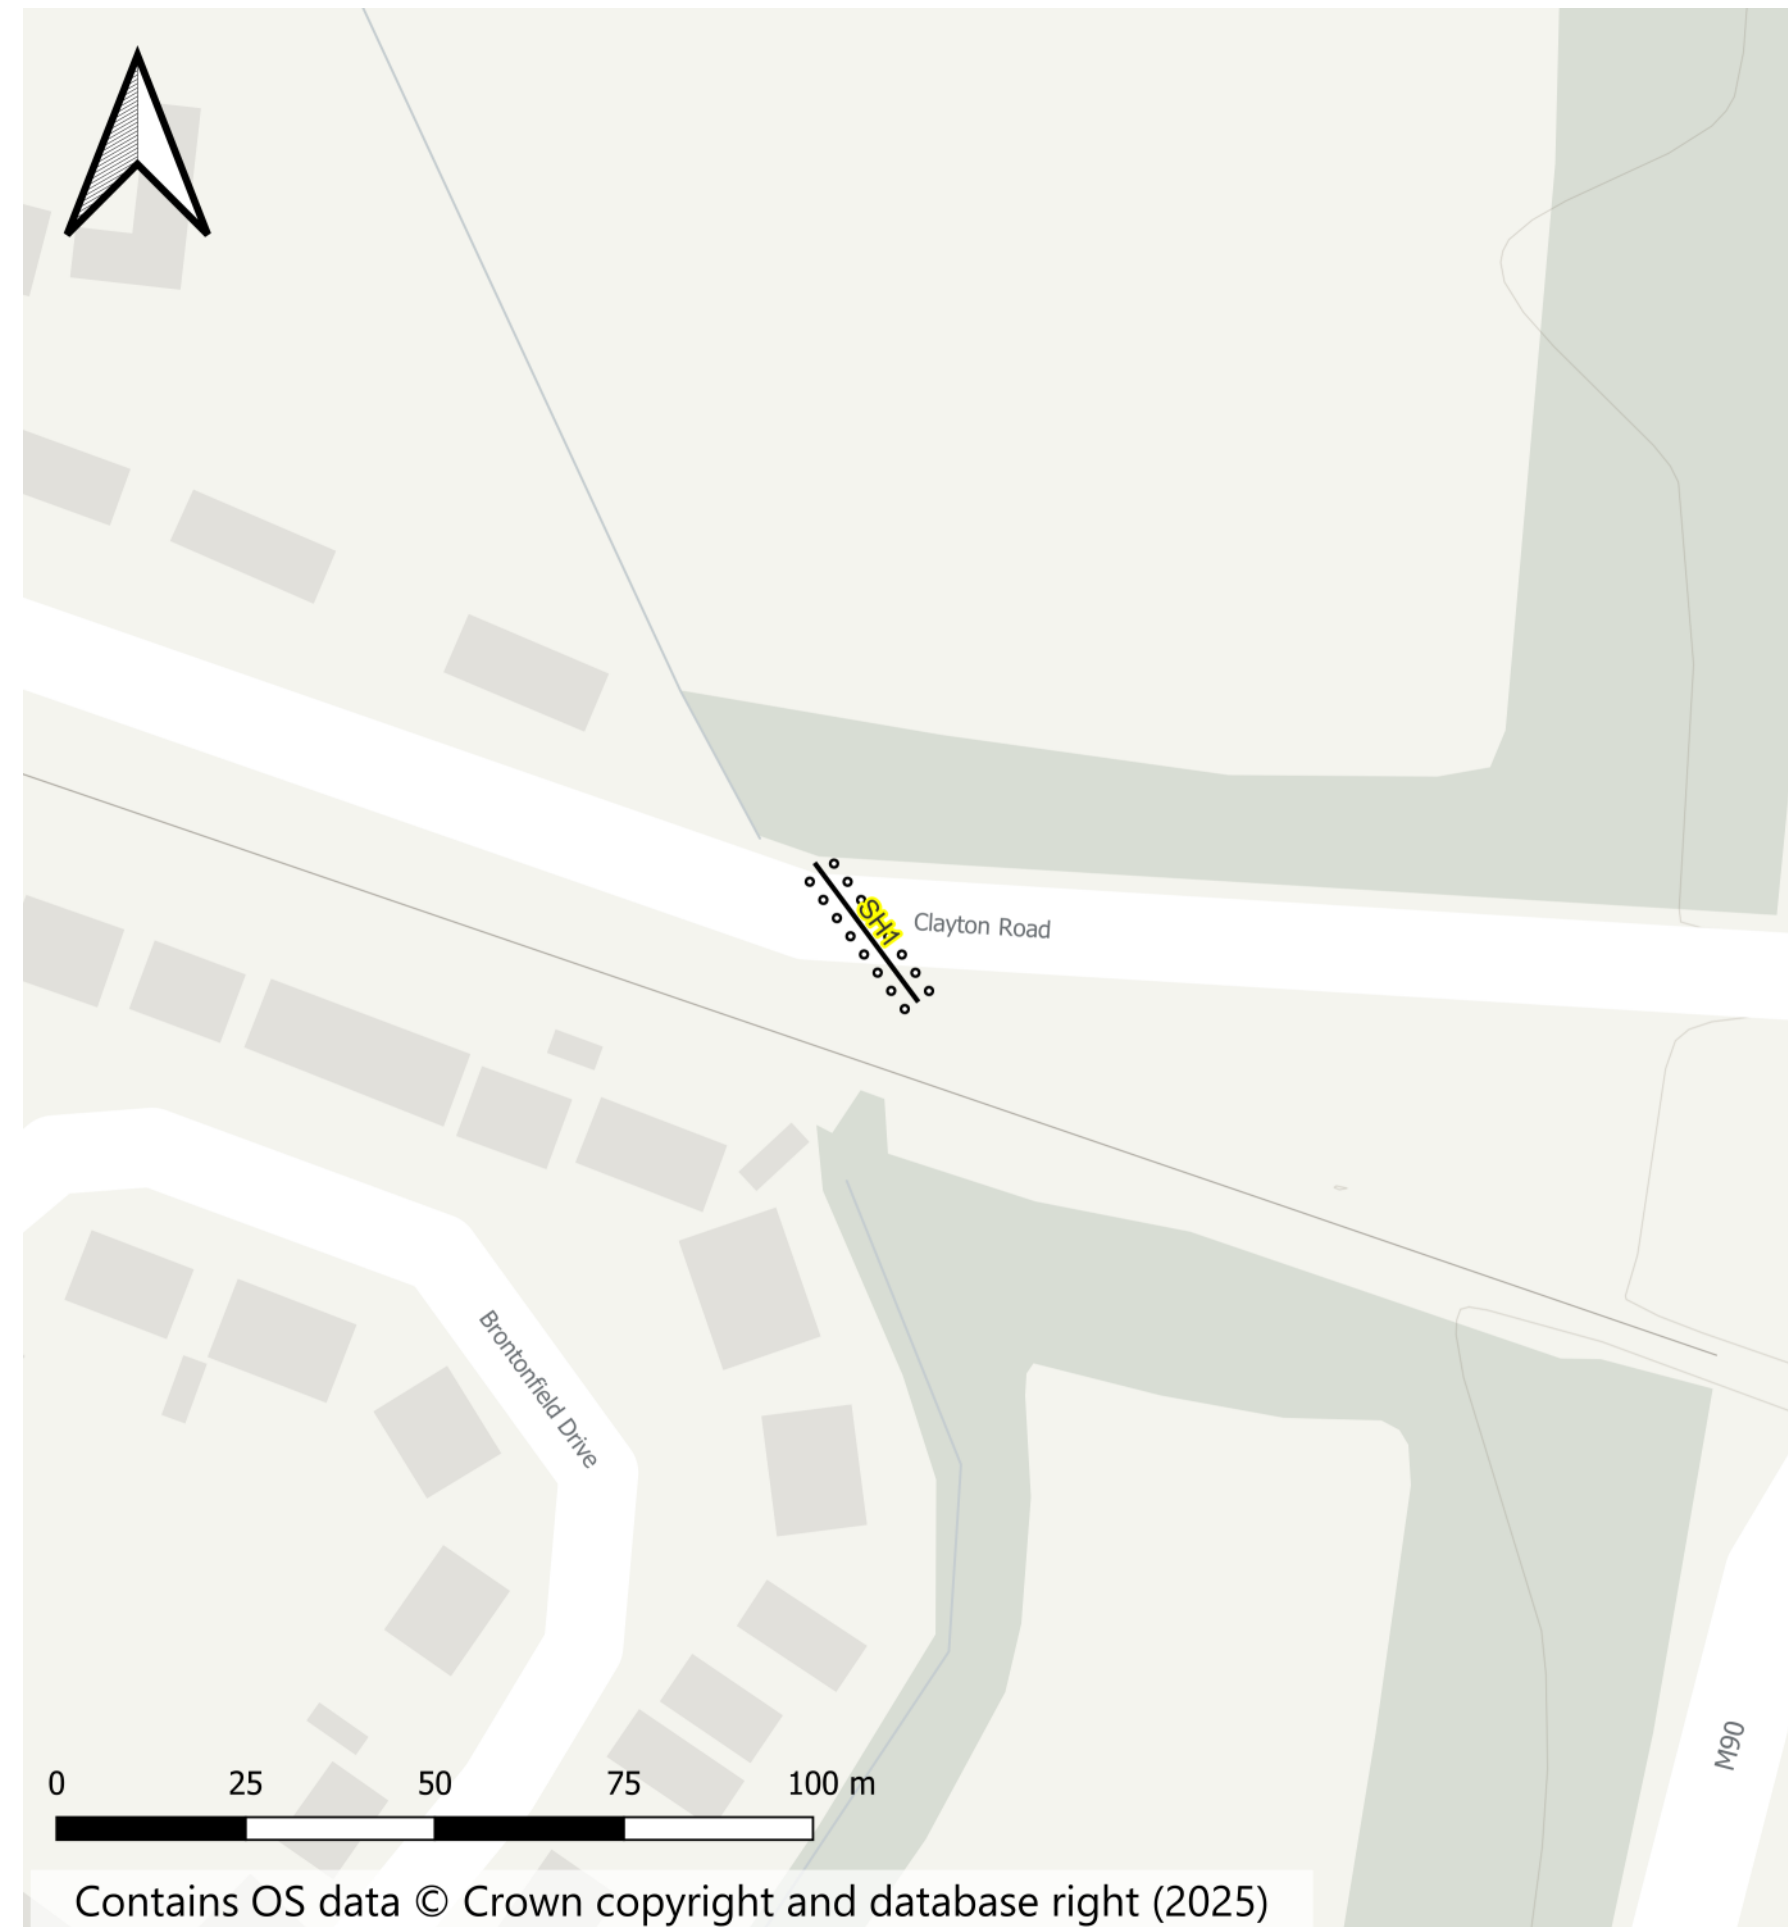 SH1
Clayton Road
Brontonfield Drive
M90
0 25 50 75 100 m
Contains OS data © Crown copyright and database right (2025)